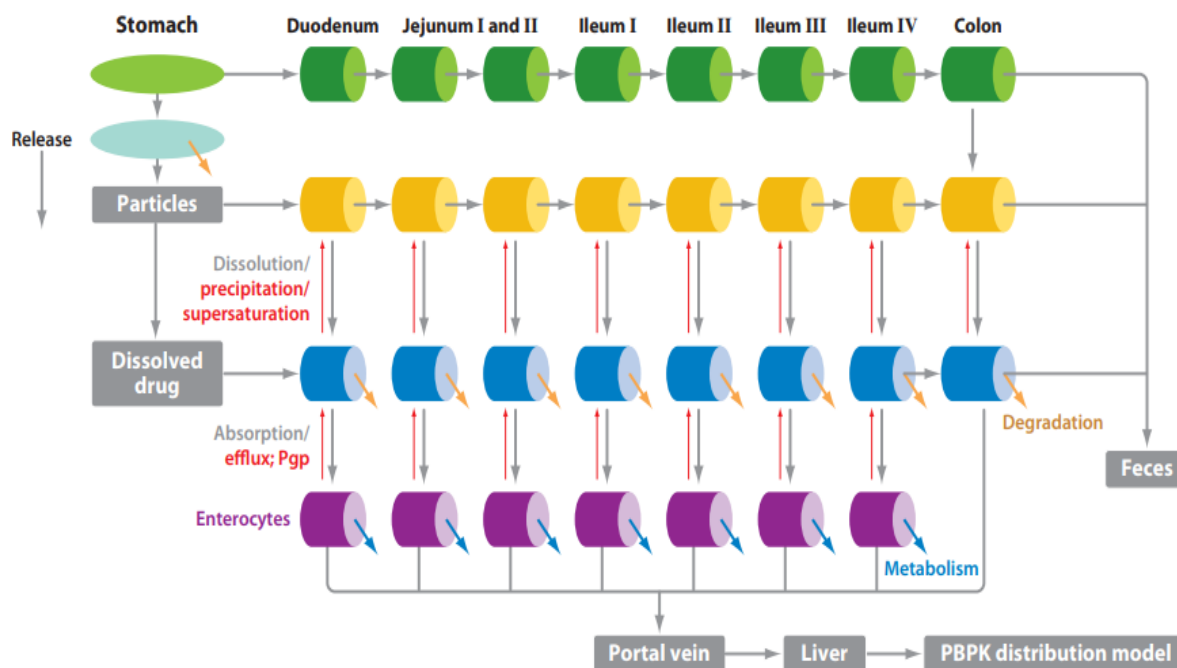 Stomach
Duodenum
Jejunum I and II
Ileum I
Ileum II
Ileum III
Ileum IV
Colon
Release
Particles
Dissolution/
precipitation/
supersaturation
Dissolved
drug
Absorption/
efflux; Pgp
Degradation
Feces
Enterocytes
Metabolism
Portal vein
Liver
PBPK distribution model